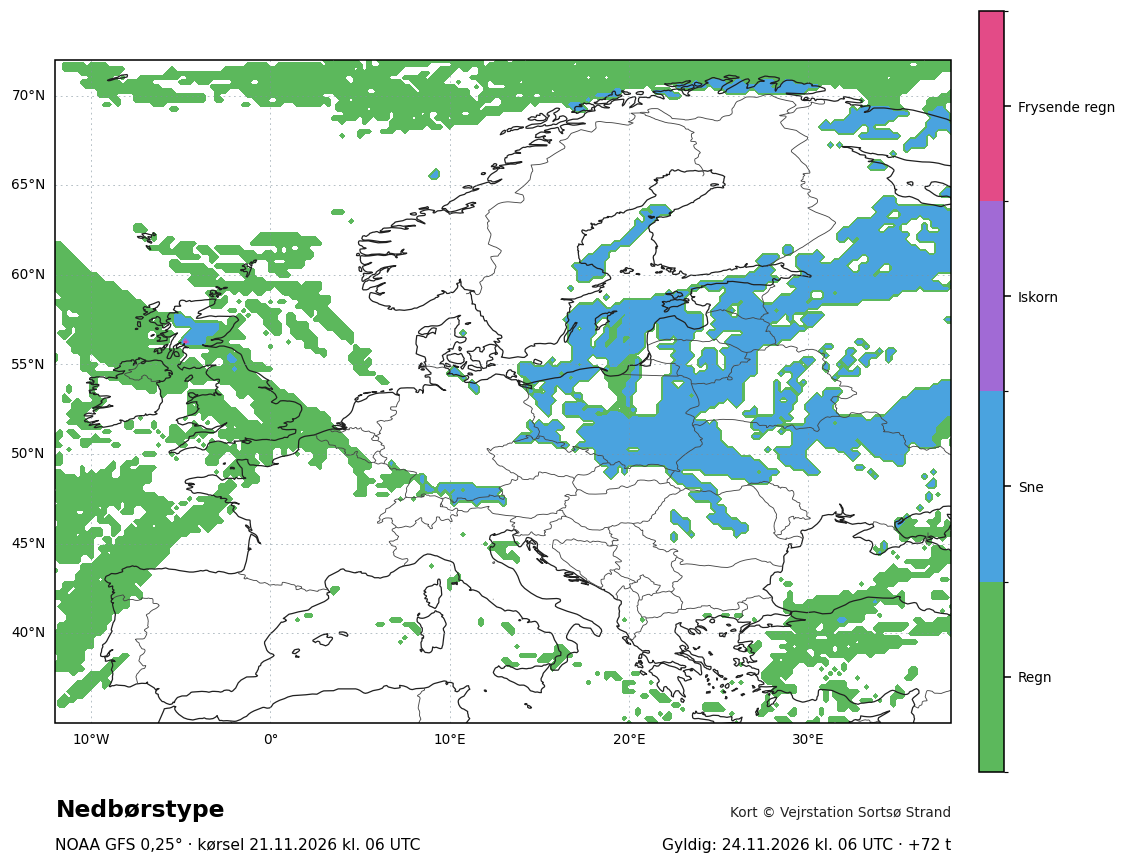 70°N
65°N
60°N
55°N
50°N
45°N
40°N
10°W
0°
10°E
20°E
30°E
Frysende regn
Iskorn
Sne
Regn
Nedbørstype
Kort © Vejrstation Sortsø Strand
NOAA GFS 0,25° · kørsel 21.11.2026 kl. 06 UTC
Gyldig: 24.11.2026 kl. 06 UTC · +72 t